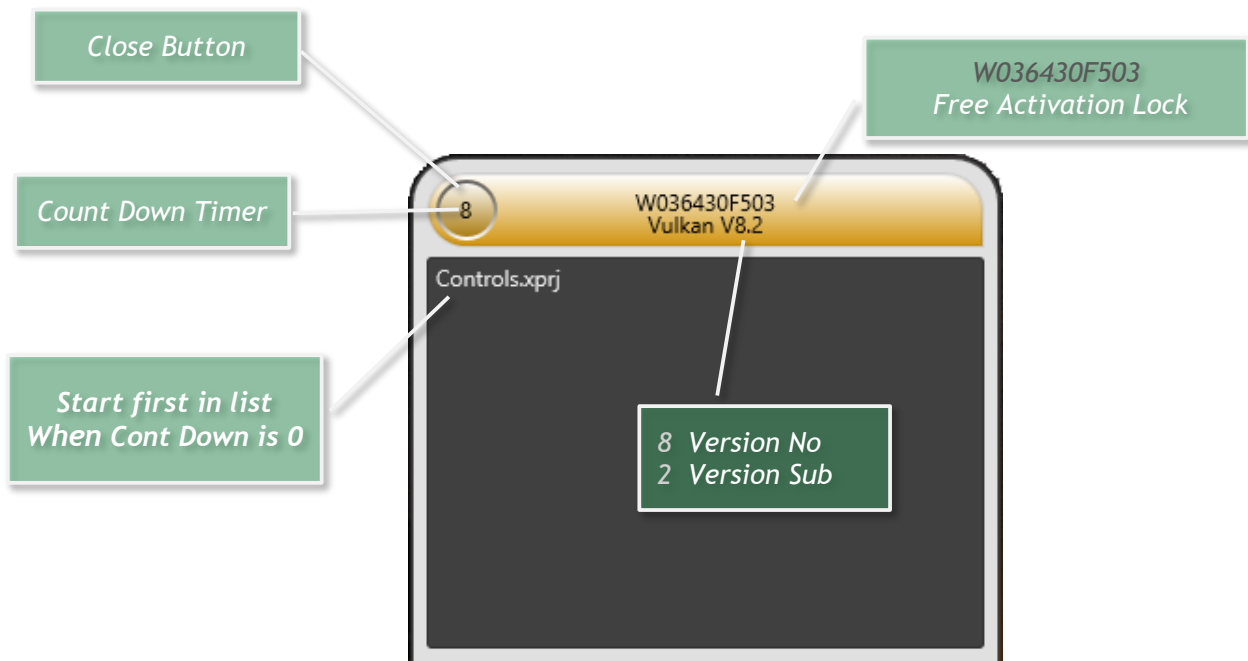 Close Button
W036430F503
Free Activation Lock
Count Down Timer
8
W036430F503
Vulkan V8.2
Controls.xprj
Start first in list
When Cont Down is 0
8 Version No
2 Version Sub